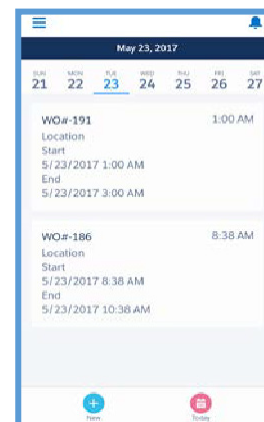 May 23, 2017
SUN MON TUE WED THU FRI SAT
21 22 23 24 25 26 27
WO#-191 1:00 AM
Location
Start
5/23/2017 1:00 AM
End
5/23/2017 3:00 AM
WO#-186 8:38 AM
Location
Start
5/23/2017 8:38 AM
End
5/23/2017 10:38 AM
New Today